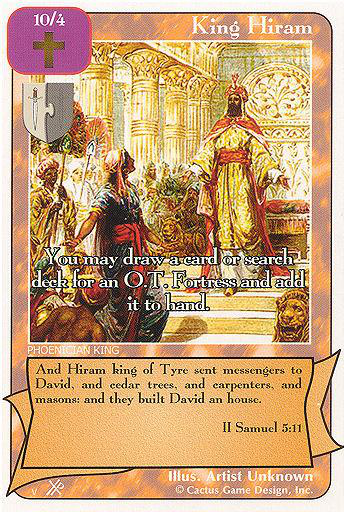 10/4
King Hiram
You may draw a card or search
deck for an O.T. Fortress and add
it to hand.
PHOENICIAN KING
And Hiram king of Tyre sent messengers to
David, and cedar trees, and carpenters, and
masons: and they built David an house.
II Samuel 5:11
Illus. Artist Unknown
V
© Cactus Game Design, Inc.